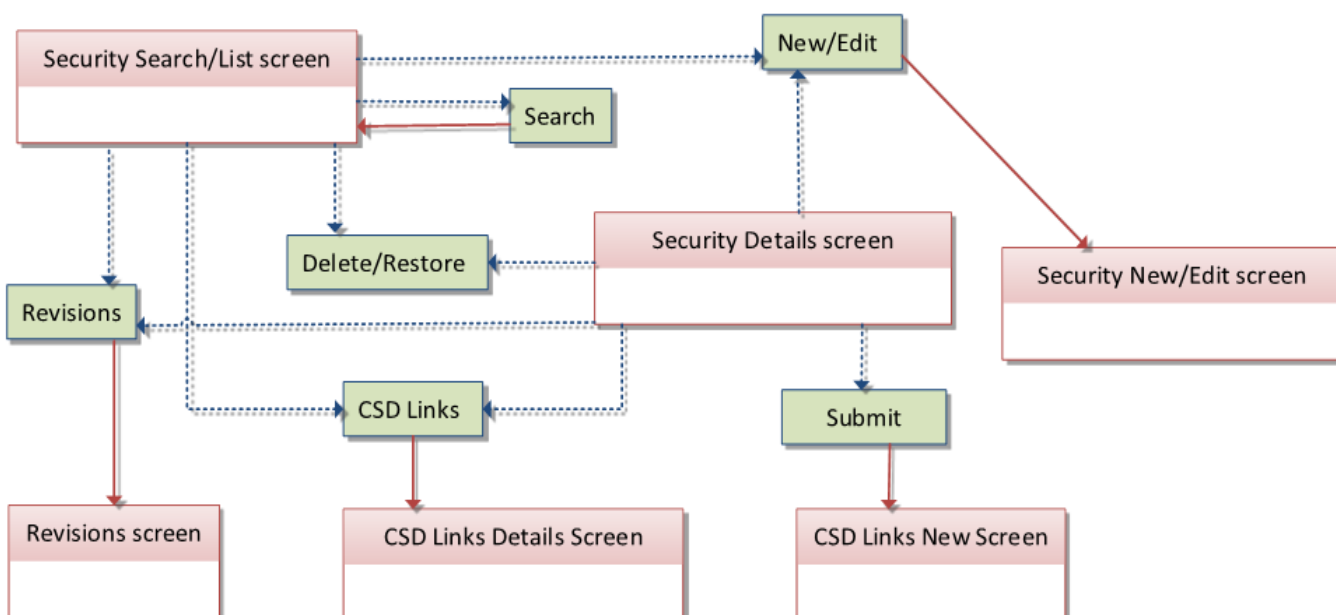 New/Edit
Security Search/List screen
Search
Security Details screen
Delete/Restore
Security New/Edit screen
Revisions
CSD Links
Submit
Revisions screen
CSD Links Details Screen
CSD Links New Screen